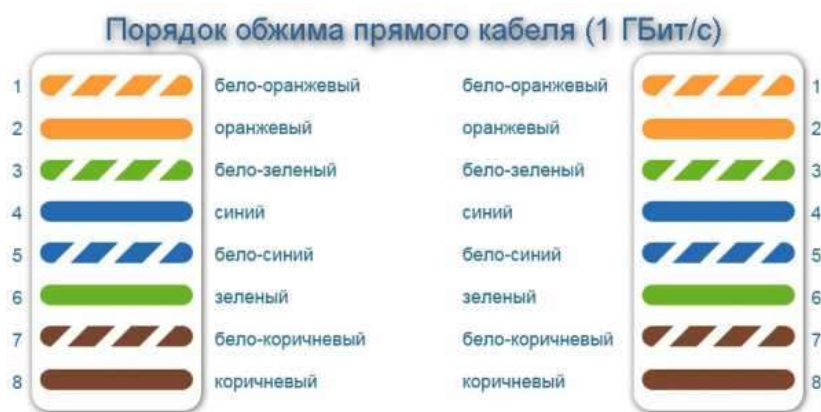 Порядок обжима прямого кабеля (1 ГБит/с)
1 бело-оранжевый бело-оранжевый 1
2 оранжевый оранжевый 2
3 бело-зеленый бело-зеленый 3
4 синий синий 4
5 бело-синий бело-синий 5
6 зеленый зеленый 6
7 бело-коричневый бело-коричневый 7
8 коричневый коричневый 8